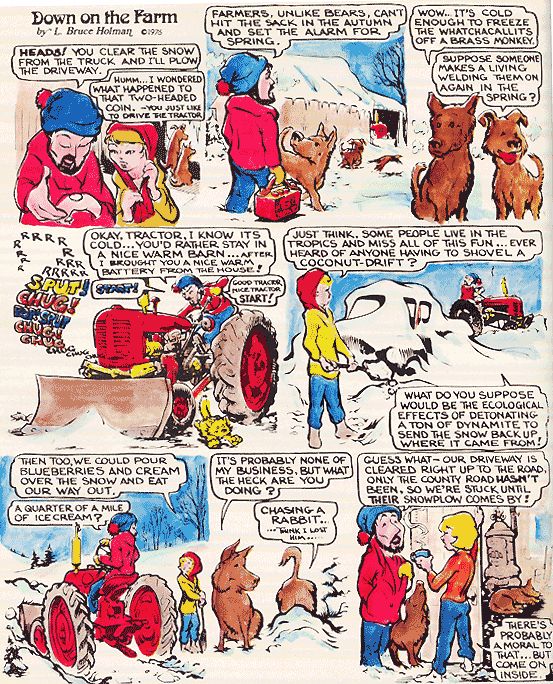 Down on the Farm
by L. Bruce Holman ©1975
HEADS! YOU CLEAR THE SNOW
FROM THE TRUCK AND I'LL PLOW
THE DRIVEWAY.
HUMM... I WONDERED
WHAT HAPPENED TO
THAT TWO-HEADED
COIN. -YOU JUST LIKE
TO DRIVE THE TRACTOR
FARMERS, UNLIKE BEARS, CAN'T
HIT THE SACK IN THE AUTUMN
AND SET THE ALARM FOR
SPRING.
WOW... IT'S COLD
ENOUGH TO FREEZE
THE WHATCHACALLITS
OFF A BRASS MONKEY.
SUPPOSE SOMEONE
MAKES A LIVING
WELDING THEM ON
AGAIN IN THE
SPRING?
RRRR
R
R
R
R
RRRR
RRRRR
SPUT!
CHUG!
CHUG
CHUG
CHUG
CHUG
OKAY, TRACTOR, I KNOW ITS
COLD...YOU'D RATHER STAY IN
A NICE WARM BARN...AFTER
I BROUGHT YOU A NICE WARM
BATTERY FROM THE HOUSE!
START!
GOOD TRACTOR
NICE TRACTOR
START!
JUST THINK, SOME PEOPLE LIVE IN THE
TROPICS AND MISS ALL OF THIS FUN... EVER
HEARD OF ANYONE HAVING TO SHOVEL A
COCONUT-DRIFT?
WHAT DO YOU SUPPOSE
WOULD BE THE ECOLOGICAL
EFFECTS OF DETONATING
A TON OF DYNAMITE TO
SEND THE SNOW BACK UP
WHERE IT CAME FROM!
THEN TOO, WE COULD POUR
BLUEBERRIES AND CREAM
OVER THE SNOW AND EAT
OUR WAY OUT.
A QUARTER OF A MILE
OF ICE CREAM?
IT'S PROBABLY NONE OF
MY BUSINESS, BUT WHAT
THE HECK ARE YOU
DOING?
CHASING A
RABBIT...
...THINK I LOST
HIM....
GUESS WHAT- OUR DRIVEWAY IS
CLEARED RIGHT UP TO THE ROAD,
ONLY THE COUNTY ROAD HASN'T
BEEN, SO WE'RE STUCK UNTIL
THEIR SNOWPLOW COMES BY!
THERE'S
PROBABLY
A MORAL TO
THAT...BUT
COME ON
INSIDE.